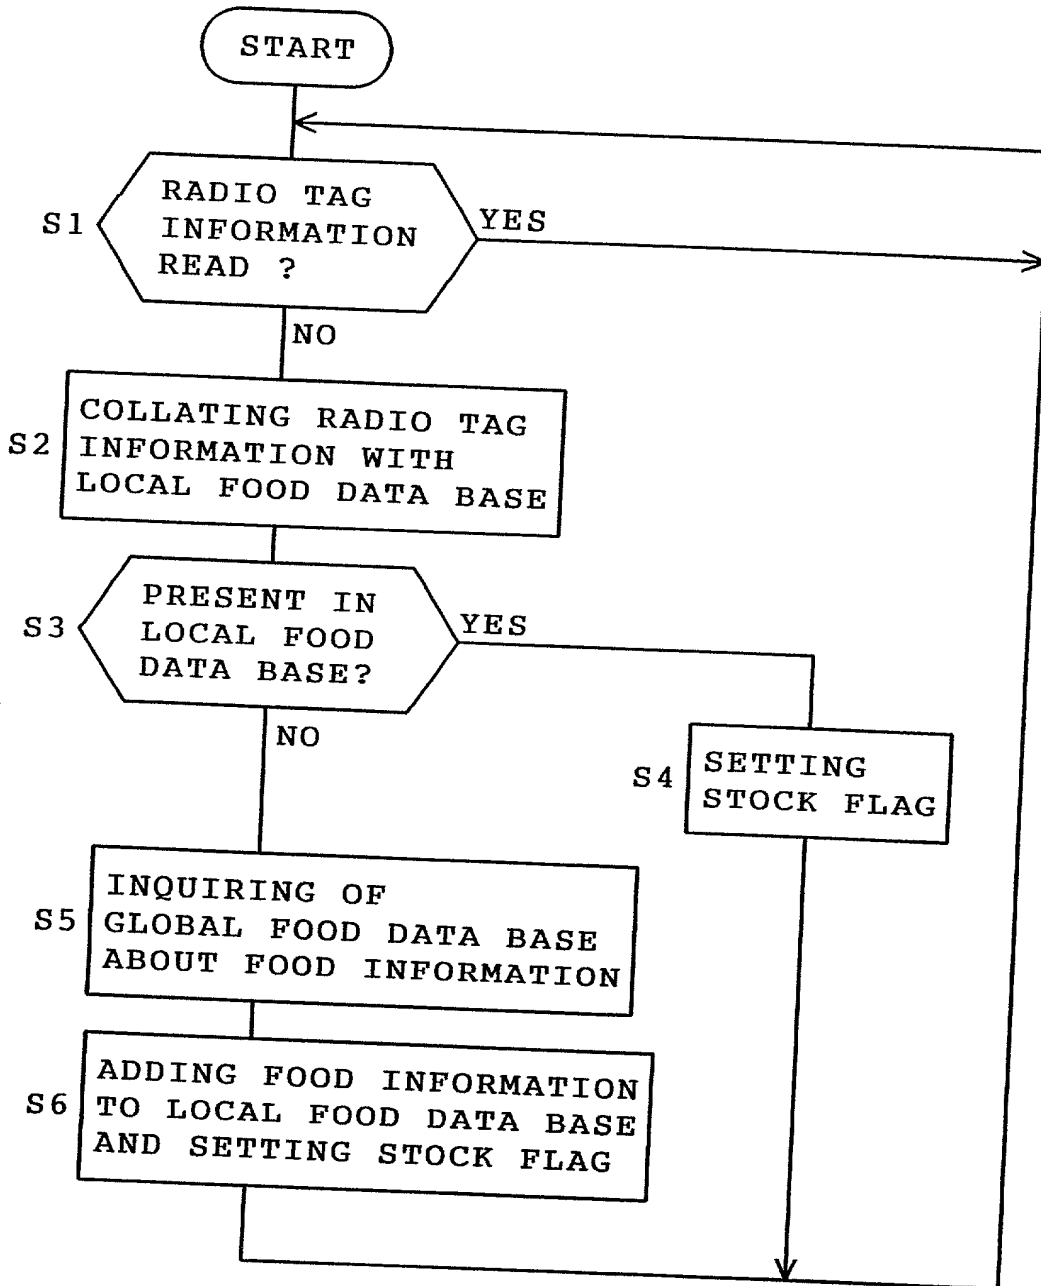 START
RADIO TAG
INFORMATION
READ ?
S1
YES
NO
COLLATING RADIO TAG
INFORMATION WITH
LOCAL FOOD DATA BASE
S2
PRESENT IN
LOCAL FOOD
DATA BASE?
S3
YES
NO
SETTING
STOCK FLAG
S4
INQUIRING OF
GLOBAL FOOD DATA BASE
ABOUT FOOD INFORMATION
S5
ADDING FOOD INFORMATION
TO LOCAL FOOD DATA BASE
AND SETTING STOCK FLAG
S6